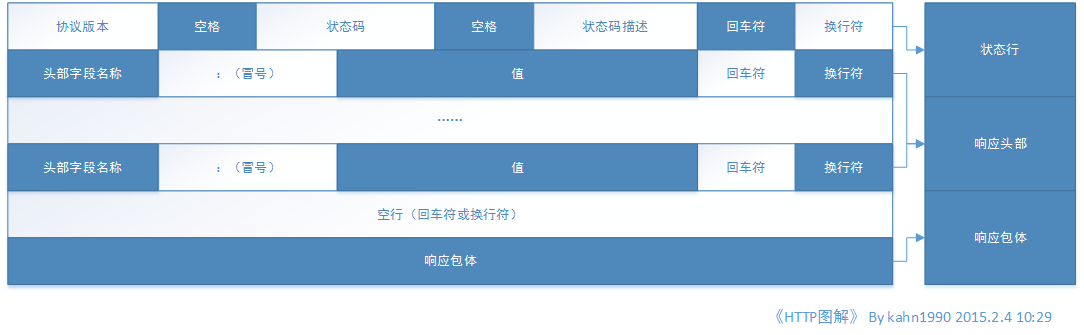 协议版本 空格 状态码 空格 状态码描述 回车符 换行符 状态行
头部字段名称 ：（冒号） 值 回车符 换行符
...... 响应头部
头部字段名称 ：（冒号） 值 回车符 换行符
空行（回车符或换行符） 响应包体
响应包体
《HTTP图解》 By kahn1990 2015.2.4 10:29